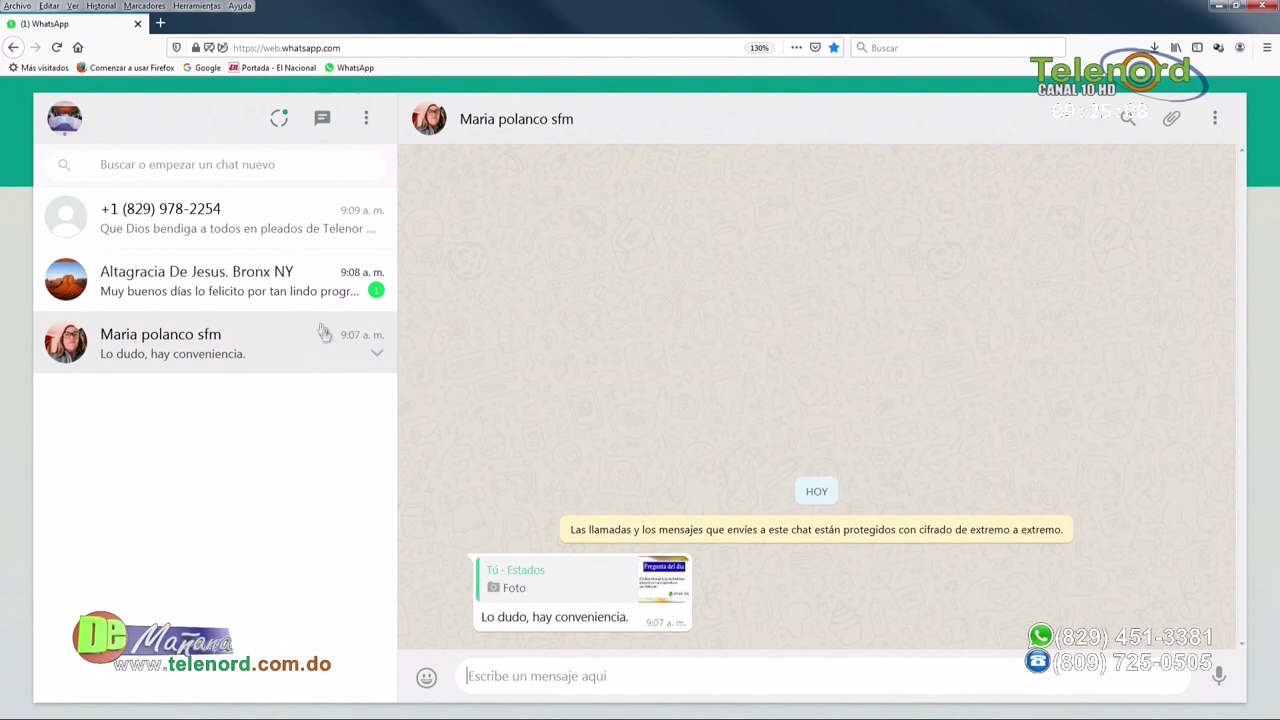 Archivo Editar Ver Historial Marcadores Herramientas Ayuda
(1) WhatsApp
https://web.whatsapp.com
130%
Buscar
Más visitados Comenzar a usar Firefox Google Portada - El Nacional WhatsApp
Telenord
CANAL 10 HD
09:25:08
Maria polanco sfm
Buscar o empezar un chat nuevo
+1 (829) 978-2254 9:09 a. m.
Que Dios bendiga a todos en pleados de Telenor ...
Altagracia De Jesus. Bronx NY 9:08 a. m.
Muy buenos días lo felicito por tan lindo progr... 1
Maria polanco sfm 9:07 a. m.
Lo dudo, hay conveniencia.
HOY
Las llamadas y los mensajes que envíes a este chat están protegidos con cifrado de extremo a extremo.
Tú · Estados
Foto
Pregunta del dia
Lo dudo, hay conveniencia. 9:07 a. m.
Escribe un mensaje aquí
De Mañana
www.telenord.com.do
(829) 451-3381
(809) 725-0505